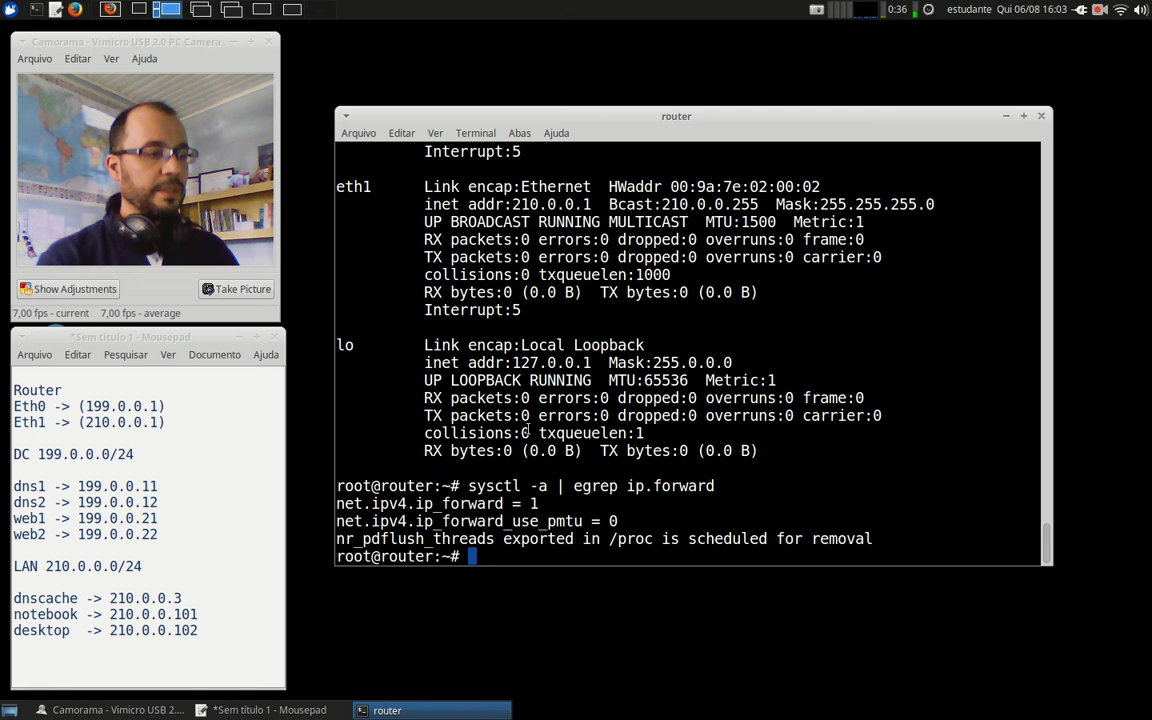 0:36
estudante Qui 06/08 16:03
Camorama - Vimicro USB 2.0 PC Camera
Arquivo Editar Ver Ajuda
Show Adjustments
Take Picture
7,00 fps - current 7,00 fps - average
*Sem título 1 - Mousepad
Arquivo Editar Pesquisar Ver Documento Ajuda
Router
Eth0 -> (199.0.0.1)
Eth1 -> (210.0.0.1)
DC 199.0.0.0/24
dns1 -> 199.0.0.11
dns2 -> 199.0.0.12
web1 -> 199.0.0.21
web2 -> 199.0.0.22
LAN 210.0.0.0/24
dnscache -> 210.0.0.3
notebook -> 210.0.0.101
desktop -> 210.0.0.102
router
Arquivo Editar Ver Terminal Abas Ajuda
Interrupt:5
eth1 Link encap:Ethernet HWaddr 00:9a:7e:02:00:02
inet addr:210.0.0.1 Bcast:210.0.0.255 Mask:255.255.255.0
UP BROADCAST RUNNING MULTICAST MTU:1500 Metric:1
RX packets:0 errors:0 dropped:0 overruns:0 frame:0
TX packets:0 errors:0 dropped:0 overruns:0 carrier:0
collisions:0 txqueuelen:1000
RX bytes:0 (0.0 B) TX bytes:0 (0.0 B)
Interrupt:5
lo Link encap:Local Loopback
inet addr:127.0.0.1 Mask:255.0.0.0
UP LOOPBACK RUNNING MTU:65536 Metric:1
RX packets:0 errors:0 dropped:0 overruns:0 frame:0
TX packets:0 errors:0 dropped:0 overruns:0 carrier:0
collisions:0 txqueuelen:1
RX bytes:0 (0.0 B) TX bytes:0 (0.0 B)
root@router:~# sysctl -a | egrep ip.forward
net.ipv4.ip_forward = 1
net.ipv4.ip_forward_use_pmtu = 0
nr_pdflush_threads exported in /proc is scheduled for removal
root@router:~#
Camorama - Vimicro USB 2....
*Sem título 1 - Mousepad
router